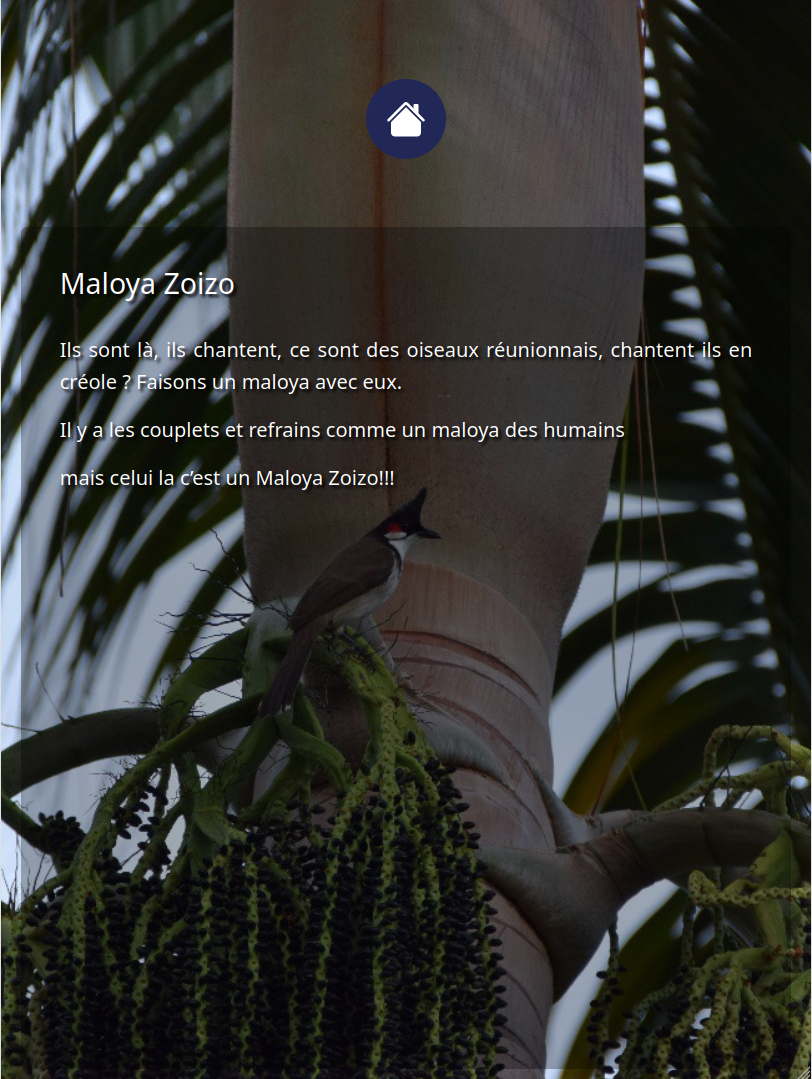 Maloya Zoizo
Ils sont là, ils chantent, ce sont des oiseaux réunionnais, chantent ils en
créole ? Faisons un maloya avec eux.
Il y a les couplets et refrains comme un maloya des humains
mais celui la c’est un Maloya Zoizo!!!